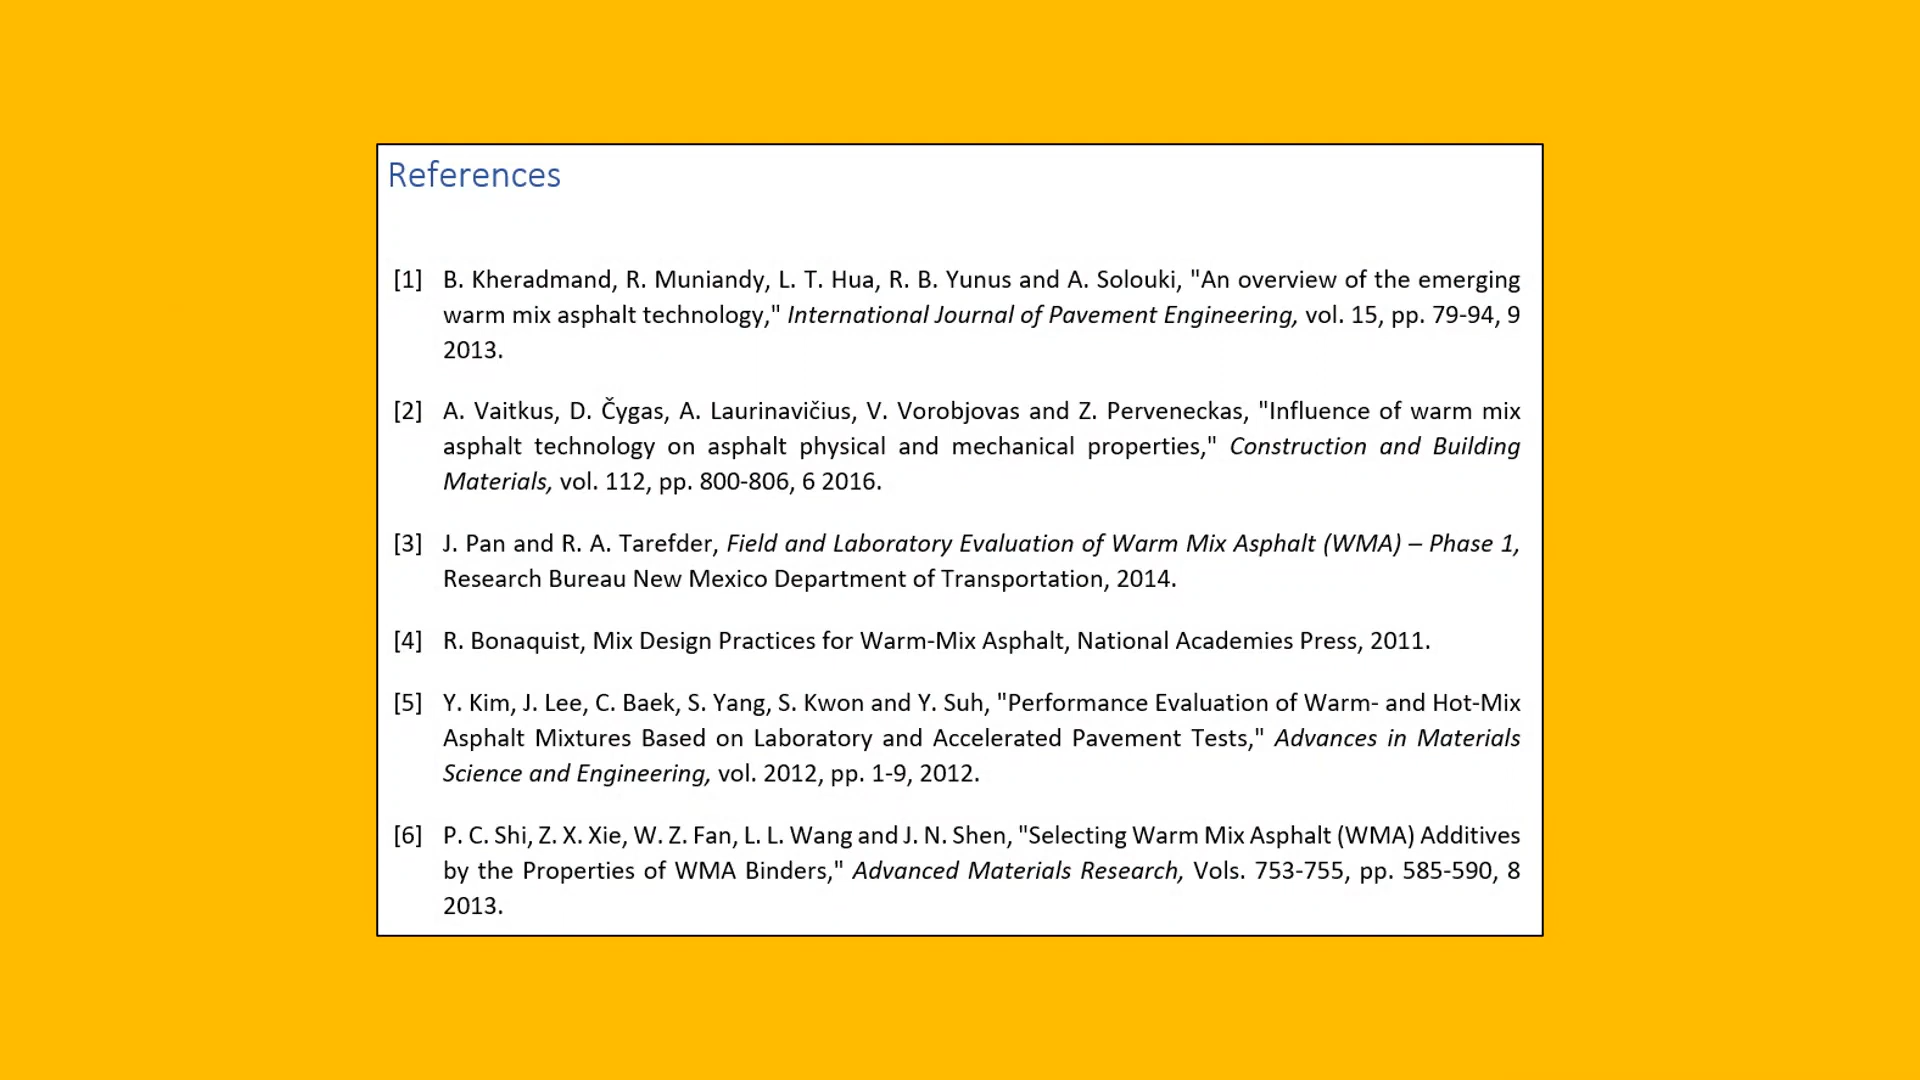 References
[1] B. Kheradmand, R. Muniandy, L. T. Hua, R. B. Yunus and A. Solouki, "An overview of the emerging
warm mix asphalt technology," International Journal of Pavement Engineering, vol. 15, pp. 79-94, 9
2013.
[2] A. Vaitkus, D. Čygas, A. Laurinavičius, V. Vorobjovas and Z. Perveneckas, "Influence of warm mix
asphalt technology on asphalt physical and mechanical properties," Construction and Building
Materials, vol. 112, pp. 800-806, 6 2016.
[3] J. Pan and R. A. Tarefder, Field and Laboratory Evaluation of Warm Mix Asphalt (WMA) – Phase 1,
Research Bureau New Mexico Department of Transportation, 2014.
[4] R. Bonaquist, Mix Design Practices for Warm-Mix Asphalt, National Academies Press, 2011.
[5] Y. Kim, J. Lee, C. Baek, S. Yang, S. Kwon and Y. Suh, "Performance Evaluation of Warm- and Hot-Mix
Asphalt Mixtures Based on Laboratory and Accelerated Pavement Tests," Advances in Materials
Science and Engineering, vol. 2012, pp. 1-9, 2012.
[6] P. C. Shi, Z. X. Xie, W. Z. Fan, L. L. Wang and J. N. Shen, "Selecting Warm Mix Asphalt (WMA) Additives
by the Properties of WMA Binders," Advanced Materials Research, Vols. 753-755, pp. 585-590, 8
2013.